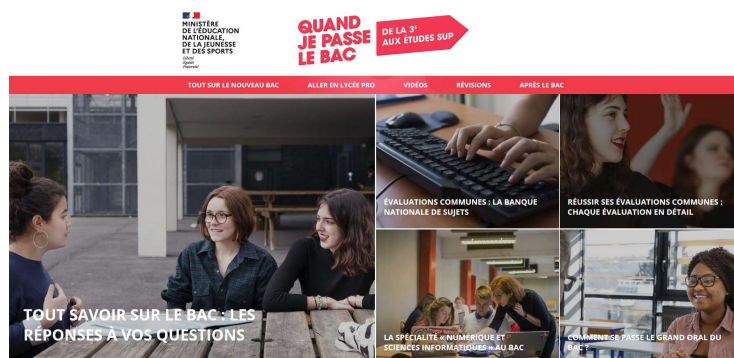 MINISTÈRE
DE L'ÉDUCATION
NATIONALE,
DE LA JEUNESSE
ET DES SPORTS
Liberté
Égalité
Fraternité
QUAND
JE PASSE
LE BAC
DE LA 3E
AUX ÉTUDES SUP
TOUT SUR LE NOUVEAU BAC ALLER EN LYCÉE PRO VIDÉOS RÉVISIONS APRÈS LE BAC
TOUT SAVOIR SUR LE BAC : LES
RÉPONSES À VOS QUESTIONS
ÉVALUATIONS COMMUNES : LA BANQUE
NATIONALE DE SUJETS
RÉUSSIR SES ÉVALUATIONS COMMUNES :
CHAQUE ÉVALUATION EN DÉTAIL
LA SPÉCIALITÉ « NUMÉRIQUE ET
SCIENCES INFORMATIQUES » AU BAC
COMMENT SE PASSE LE GRAND ORAL DU
BAC ?